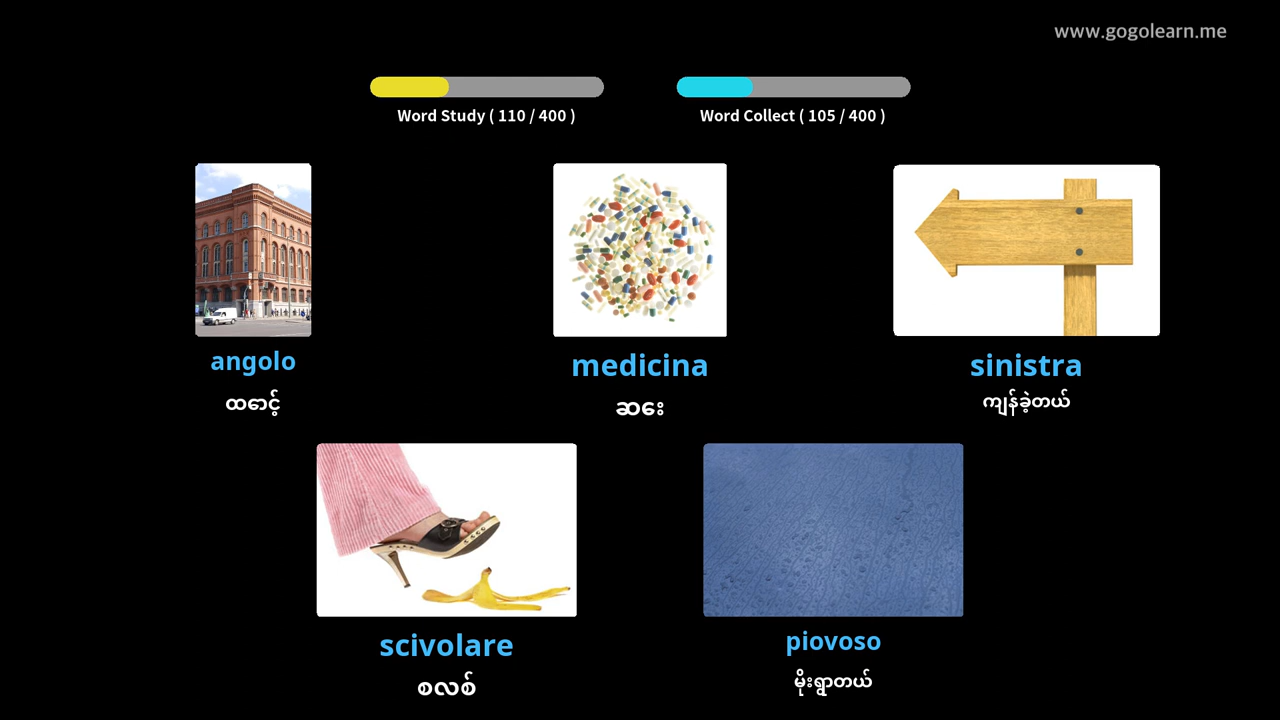 www.gogolearn.me
Word Study ( 110 / 400 )
Word Collect ( 105 / 400 )
angolo
ထောင့်
medicina
ဆေး
sinistra
ကျန်ခဲ့တယ်
scivolare
စလစ်
piovoso
မိုးရွာတယ်